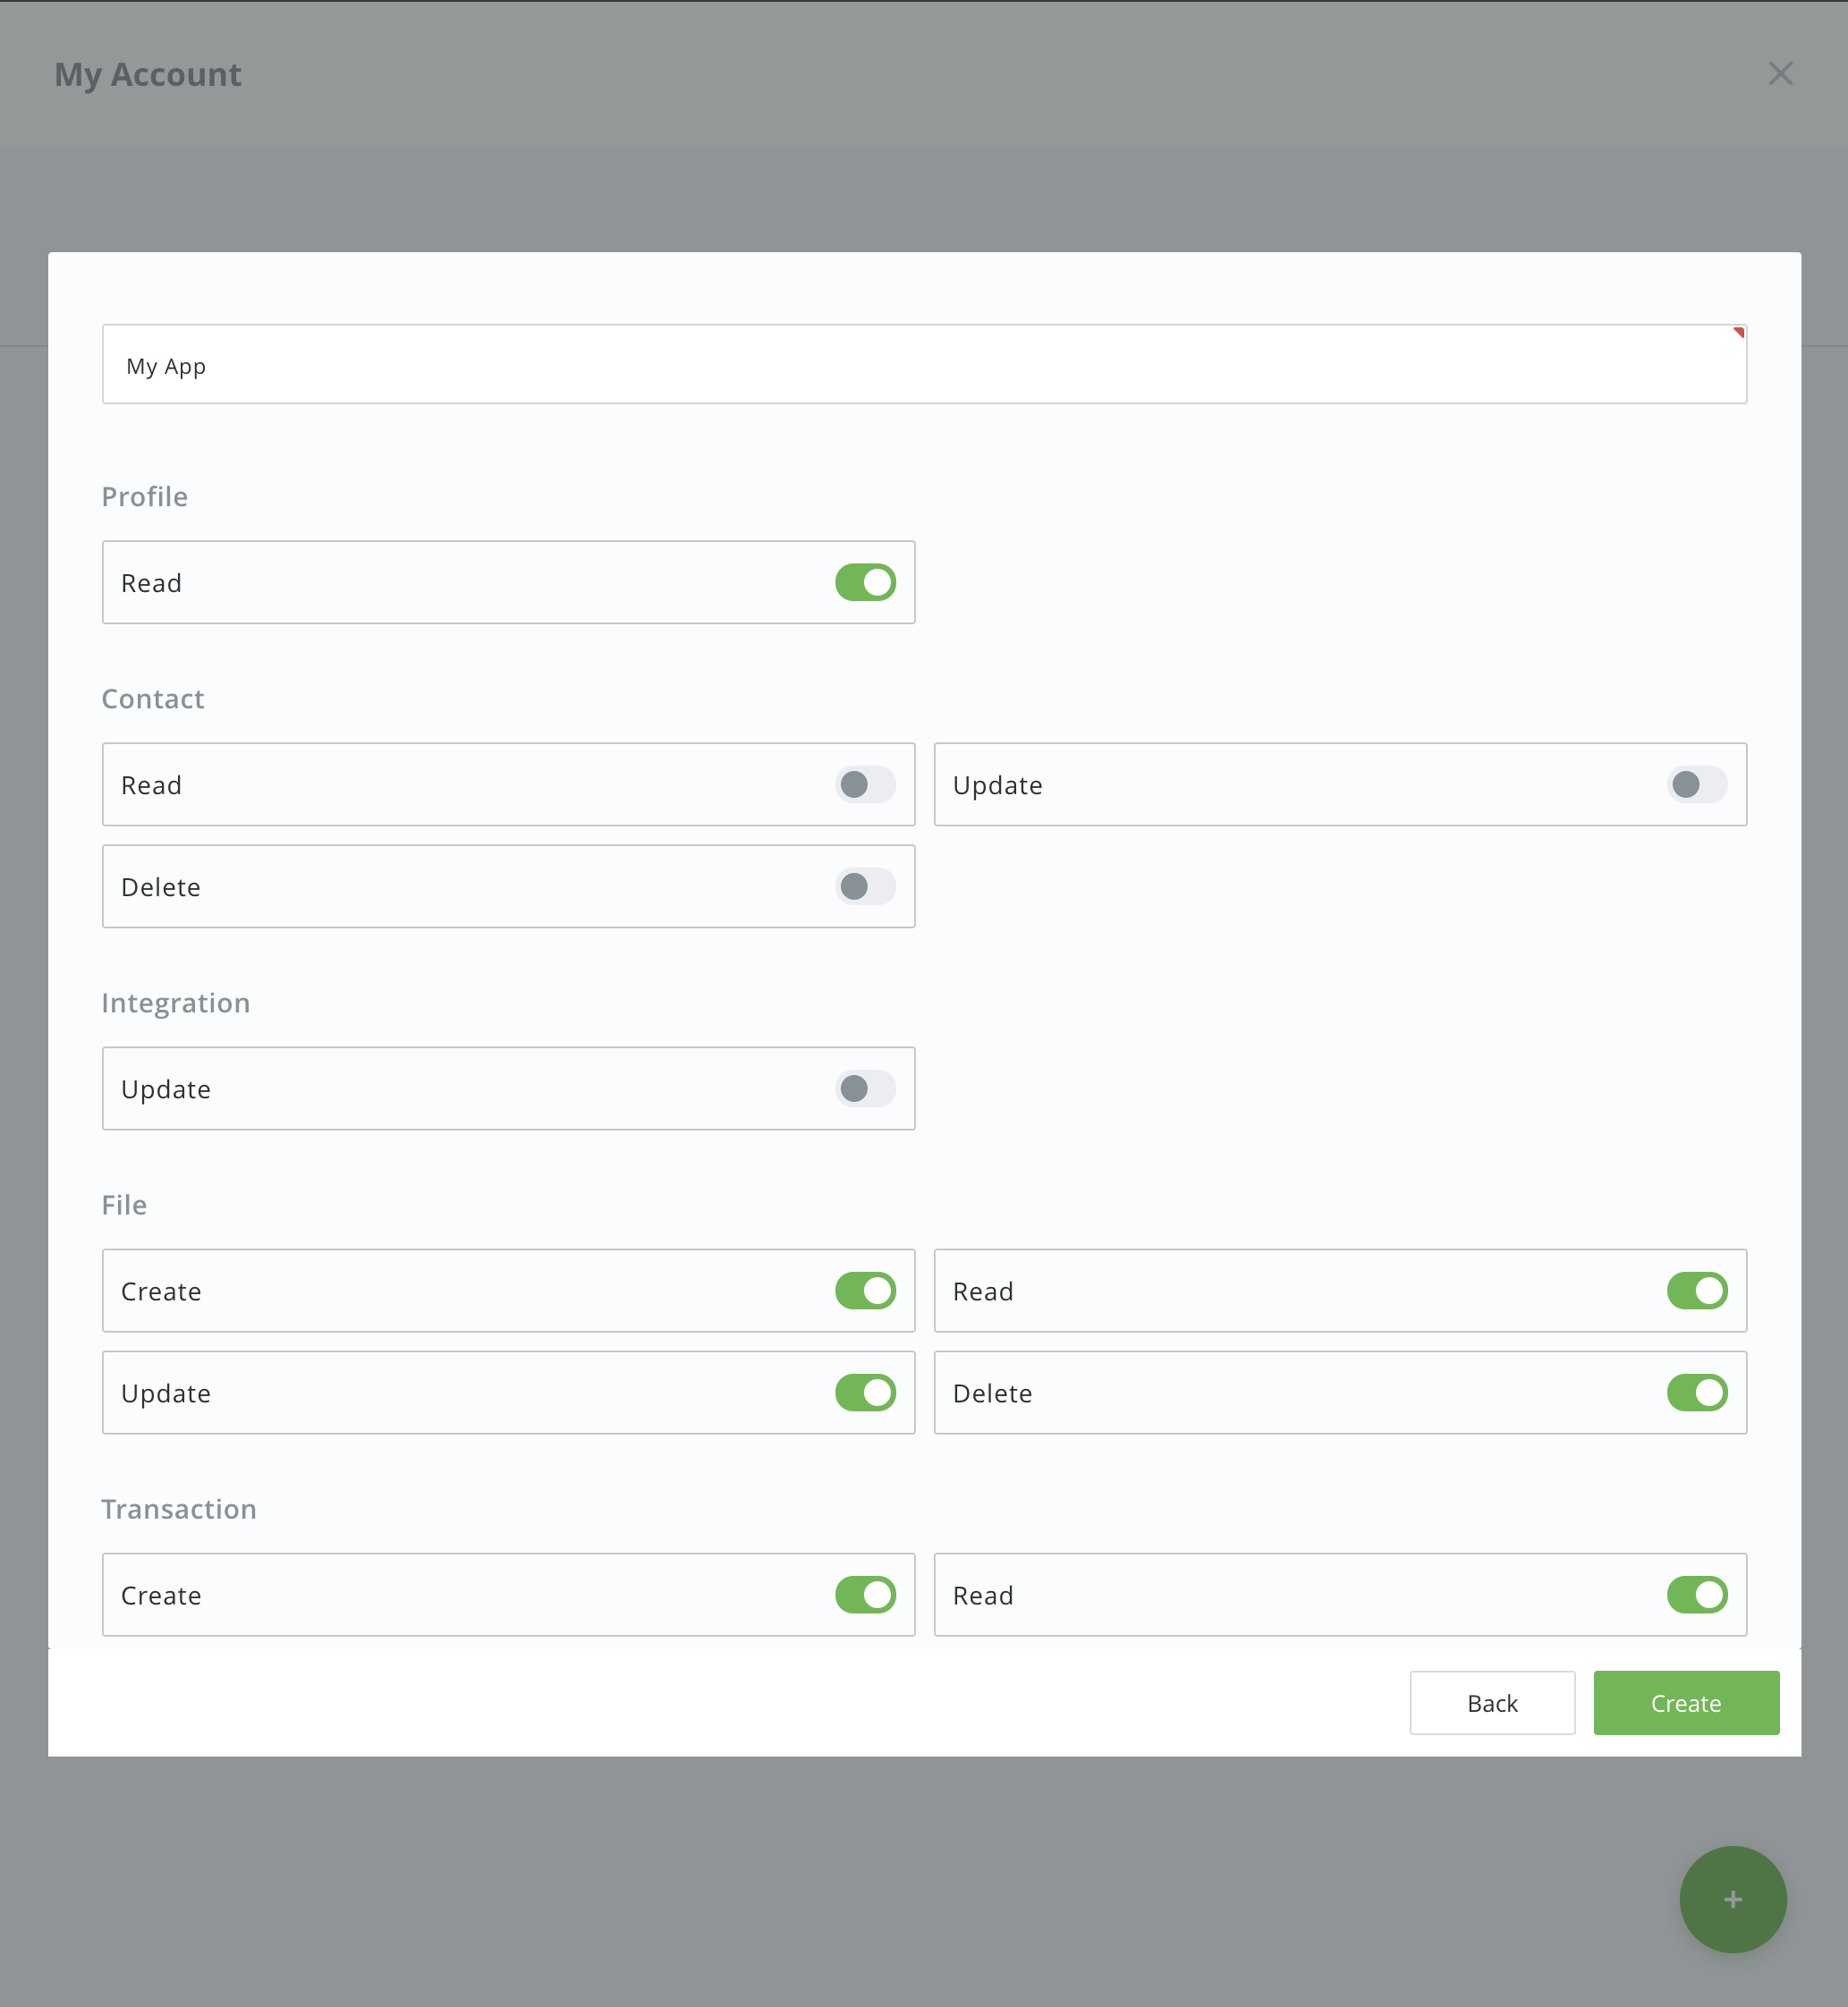 My Account
My App
Profile
Read
Contact
Read
Update
Delete
Integration
Update
File
Create
Read
Update
Delete
Transaction
Create
Read
Back
Create
+